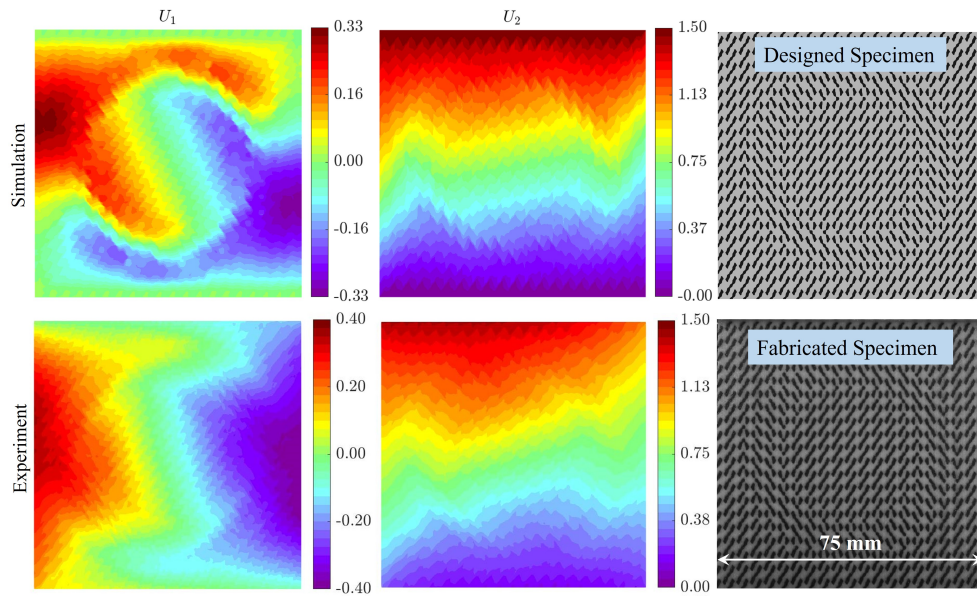 U₁
U₂
Simulation
0.33
0.16
0.00
-0.16
-0.33
1.50
1.13
0.75
0.37
-0.00
Designed Specimen
Experiment
0.40
0.20
0.00
-0.20
-0.40
1.50
1.13
0.75
0.38
0.00
Fabricated Specimen
75 mm